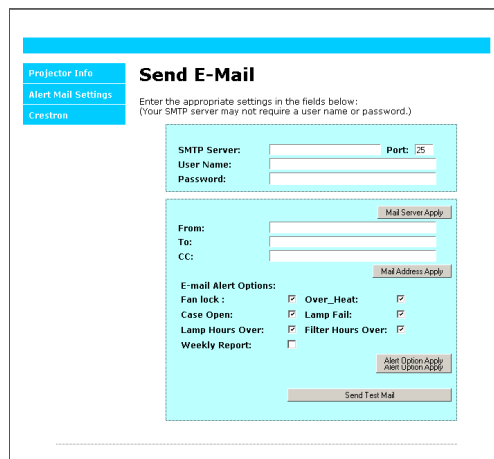 Projector Info
Alert Mail Settings
Crestron
Send E-Mail
Enter the appropriate settings in the fields below:
(Your SMTP server may not require a user name or password.)
SMTP Server: Port: 25
User Name:
Password:
Mail Server Apply
From:
To:
CC:
Mail Address Apply
E-mail Alert Options:
Fan lock : Over_Heat:
Case Open: Lamp Fail:
Lamp Hours Over: Filter Hours Over:
Weekly Report:
Alert Option Apply
Alert Option Apply
Send Test Mail